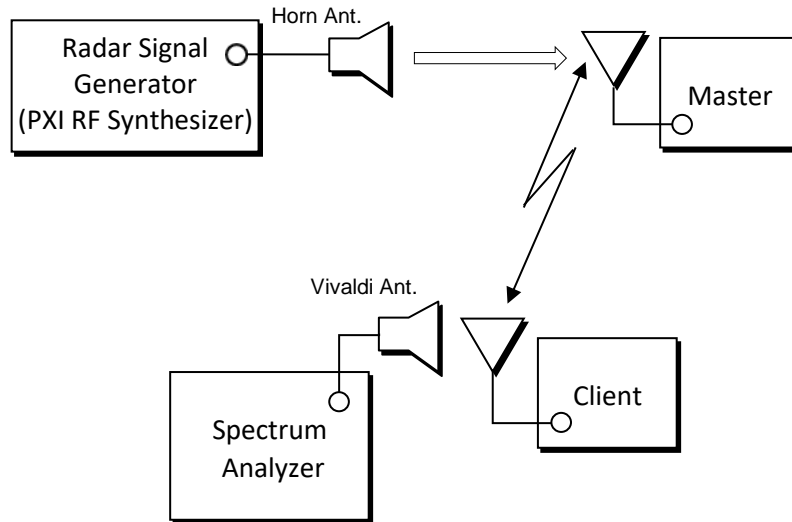 Horn Ant.
Radar Signal
Generator
(PXI RF Synthesizer)
Master
Vivaldi Ant.
Client
Spectrum
Analyzer